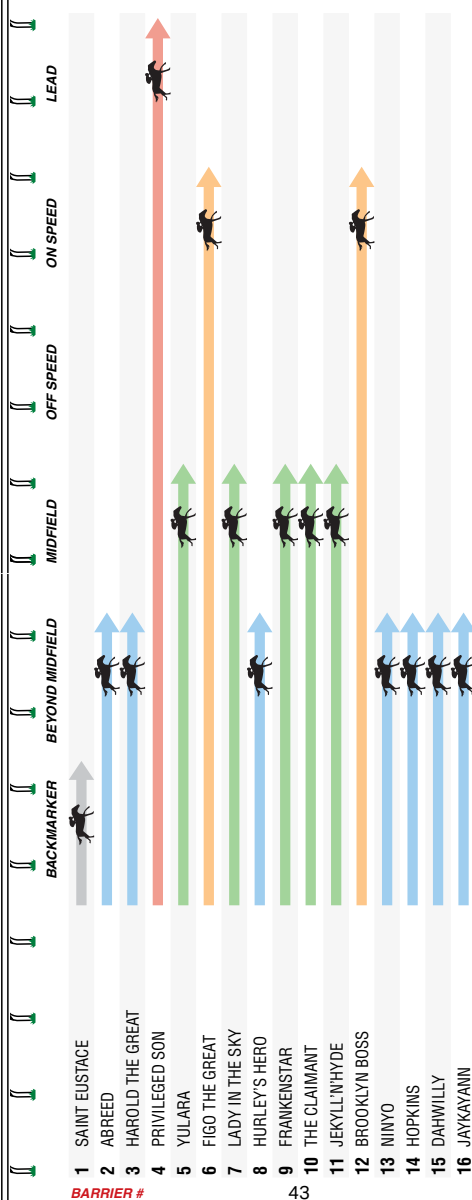 LEAD
ON SPEED
OFF SPEED
MIDFIELD
BEYOND MIDFIELD
BACKMARKER
1 SAINT EUSTACE
2 ABREED
3 HAROLD THE GREAT
4 PRIVILEGED SON
5 YULARA
6 FIGO THE GREAT
7 LADY IN THE SKY
8 HURLEY'S HERO
9 FRANKENSTAR
10 THE CLAIMANT
11 JEKYLL'N'HYDE
12 BROOKLYN BOSS
13 NINYO
14 HOPKINS
15 DAHWILLY
16 JAYKAYANN
BARRIER #
43